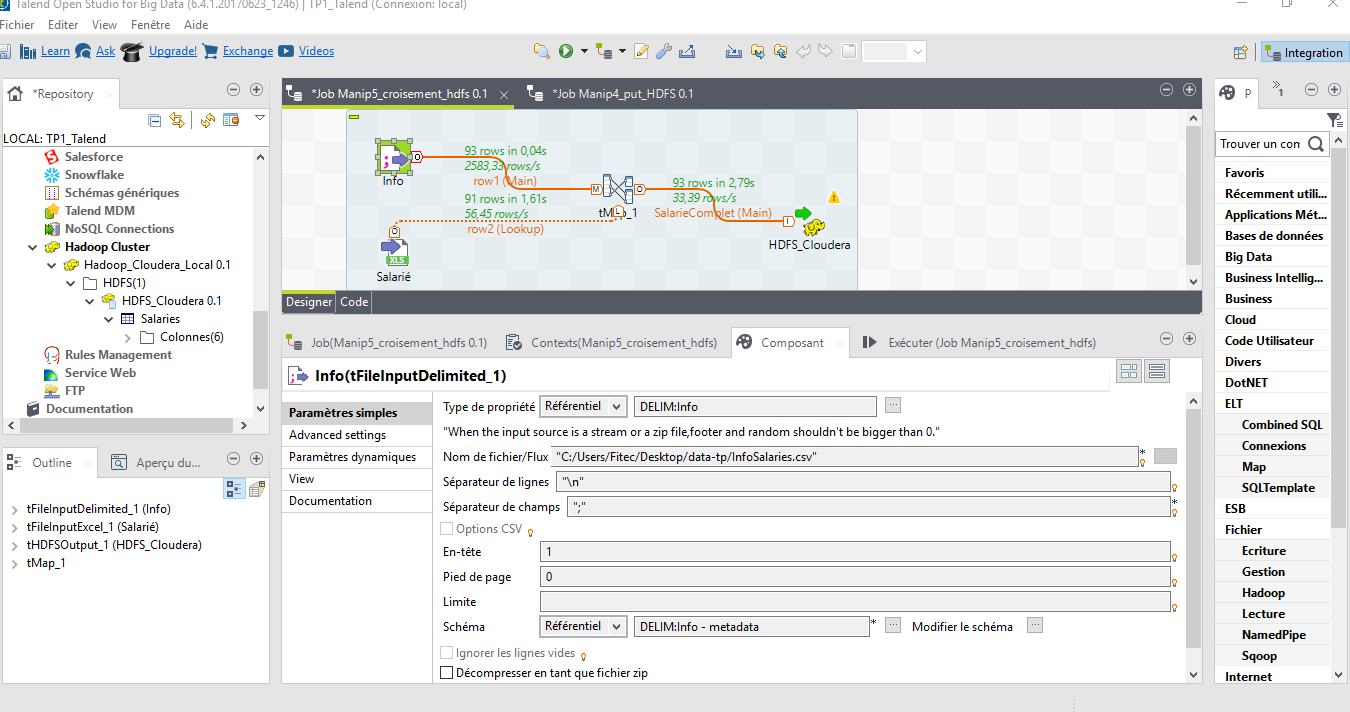 Talend Open Studio for Big Data (6.4.1.20170623_1246) | TP1_Talend (Connexion: local)
Fichier Editer View Fenêtre Aide
Learn Ask Upgrade! Exchange Videos Integration
*Repository
LOCAL: TP1_Talend
Salesforce
Snowflake
Schémas génériques
Talend MDM
NoSQL Connections
Hadoop Cluster
Hadoop_Cloudera_Local 0.1
HDFS(1)
HDFS_Cloudera 0.1
Salaries
Colonnes(6)
Rules Management
Service Web
FTP
Documentation
Outline Aperçu du...
tFileInputDelimited_1 (Info)
tFileInputExcel_1 (Salarié)
tHDFSOutput_1 (HDFS_Cloudera)
tMap_1
*Job Manip5_croisement_hdfs 0.1 *Job Manip4_put_HDFS 0.1
93 rows in 0,04s
2583,33 rows/s
row1 (Main)
Info
91 rows in 1,61s
56,45 rows/s
row2 (Lookup)
XLS
Salarié
tMap_1
93 rows in 2,79s
33,39 rows/s
SalarieComplet (Main)
HDFS_Cloudera
Designer Code
Job(Manip5_croisement_hdfs 0.1) Contexts(Manip5_croisement_hdfs) Composant Exécuter (Job Manip5_croisement_hdfs)
Info(tFileInputDelimited_1)
Paramètres simples
Advanced settings
Paramètres dynamiques
View
Documentation
Type de propriété Référentiel DELIM:Info
"When the input source is a stream or a zip file,footer and random shouldn't be bigger than 0."
Nom de fichier/Flux "C:/Users/Fitec/Desktop/data-tp/InfoSalaries.csv" *
Séparateur de lignes "\n"
Séparateur de champs ";" *
Options CSV
En-tête 1
Pied de page 0
Limite
Schéma Référentiel DELIM:Info - metadata * Modifier le schéma
Ignorer les lignes vides
Décompresser en tant que fichier zip
P
Trouver un con
Favoris
Récemment utili...
Applications Mét...
Bases de données
Big Data
Business Intellig...
Business
Cloud
Code Utilisateur
Divers
DotNET
ELT
Combined SQL
Connexions
Map
SQLTemplate
ESB
Fichier
Ecriture
Gestion
Hadoop
Lecture
NamedPipe
Sqoop
Internet